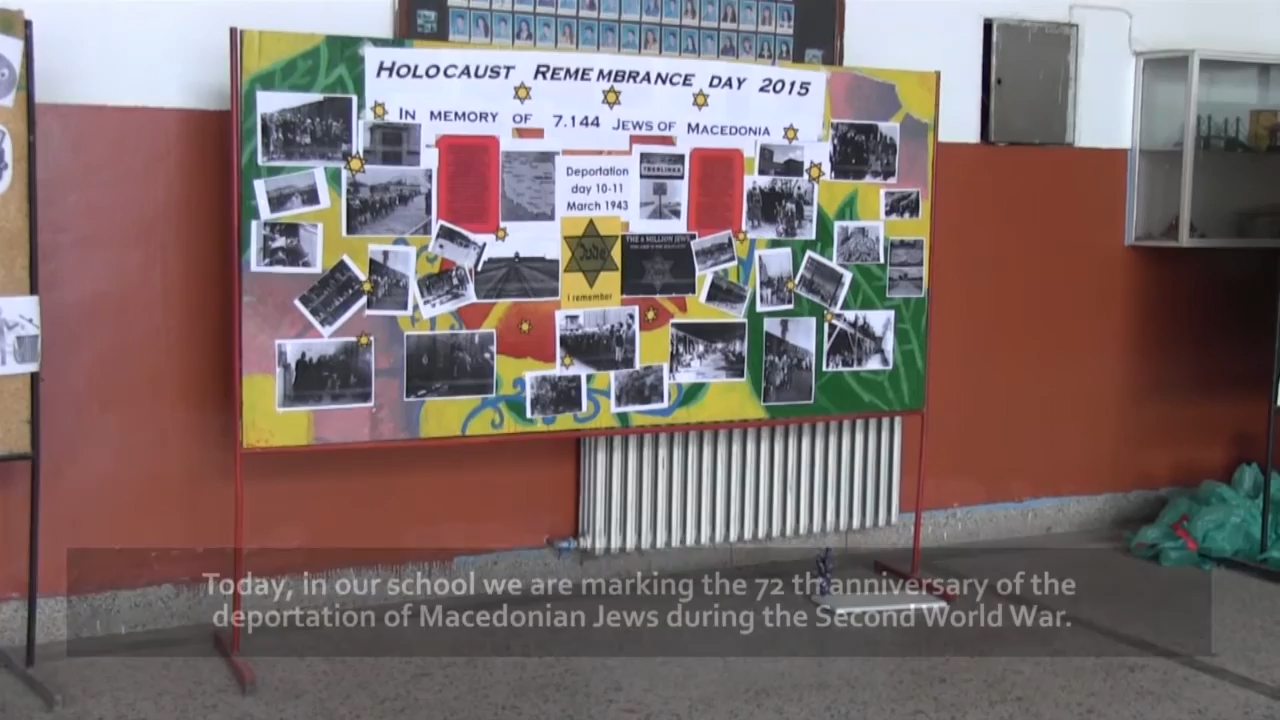 HOLOCAUST REMEMBRANCE DAY 2015
IN MEMORY OF 7.144 JEWS OF MACEDONIA
Deportation
day 10-11
March 1943
TREBLINKA
Jude
I remember
THE 6 MILLION JEWS
Today, in our school we are marking the 72 th anniversary of the
deportation of Macedonian Jews during the Second World War.